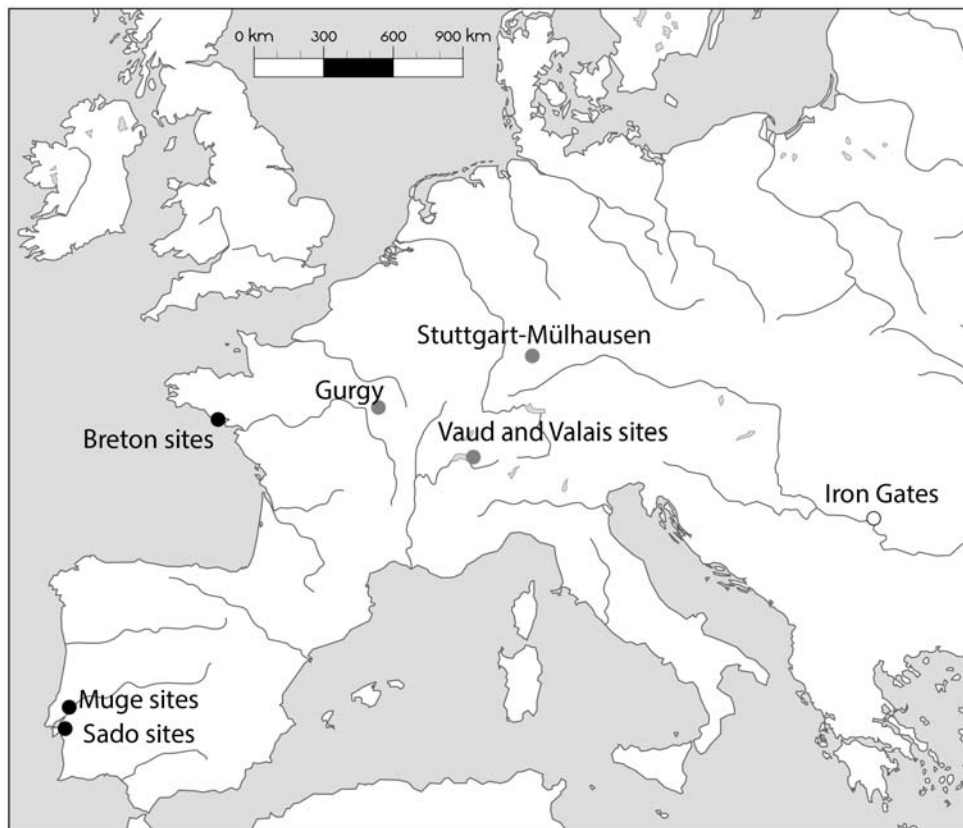 0 km 300 600 900 km
Stuttgart-Mülhausen
Gurgy
Breton sites
Vaud and Valais sites
Iron Gates
Muge sites
Sado sites